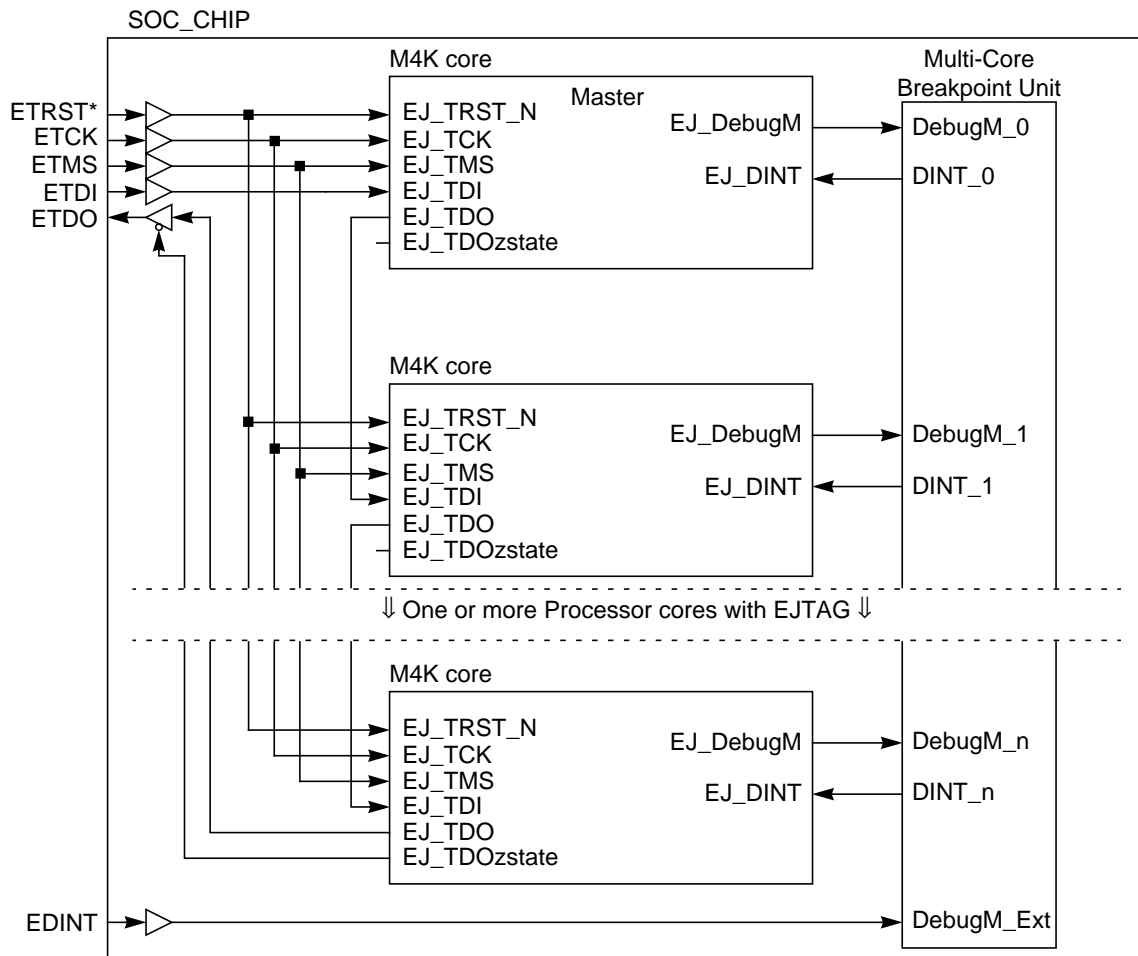 SOC_CHIP
M4K core
Multi-Core
Breakpoint Unit
Master
ETRST*
ETCK
ETMS
ETDI
ETDO
EJ_TRST_N
EJ_TCK
EJ_TMS
EJ_TDI
EJ_TDO
EJ_TDOzstate
EJ_DebugM
EJ_DINT
DebugM_0
DINT_0
M4K core
EJ_TRST_N
EJ_TCK
EJ_TMS
EJ_TDI
EJ_TDO
EJ_TDOzstate
EJ_DebugM
EJ_DINT
DebugM_1
DINT_1
⇓ One or more Processor cores with EJTAG ⇓
M4K core
EJ_TRST_N
EJ_TCK
EJ_TMS
EJ_TDI
EJ_TDO
EJ_TDOzstate
EJ_DebugM
EJ_DINT
DebugM_n
DINT_n
EDINT
DebugM_Ext